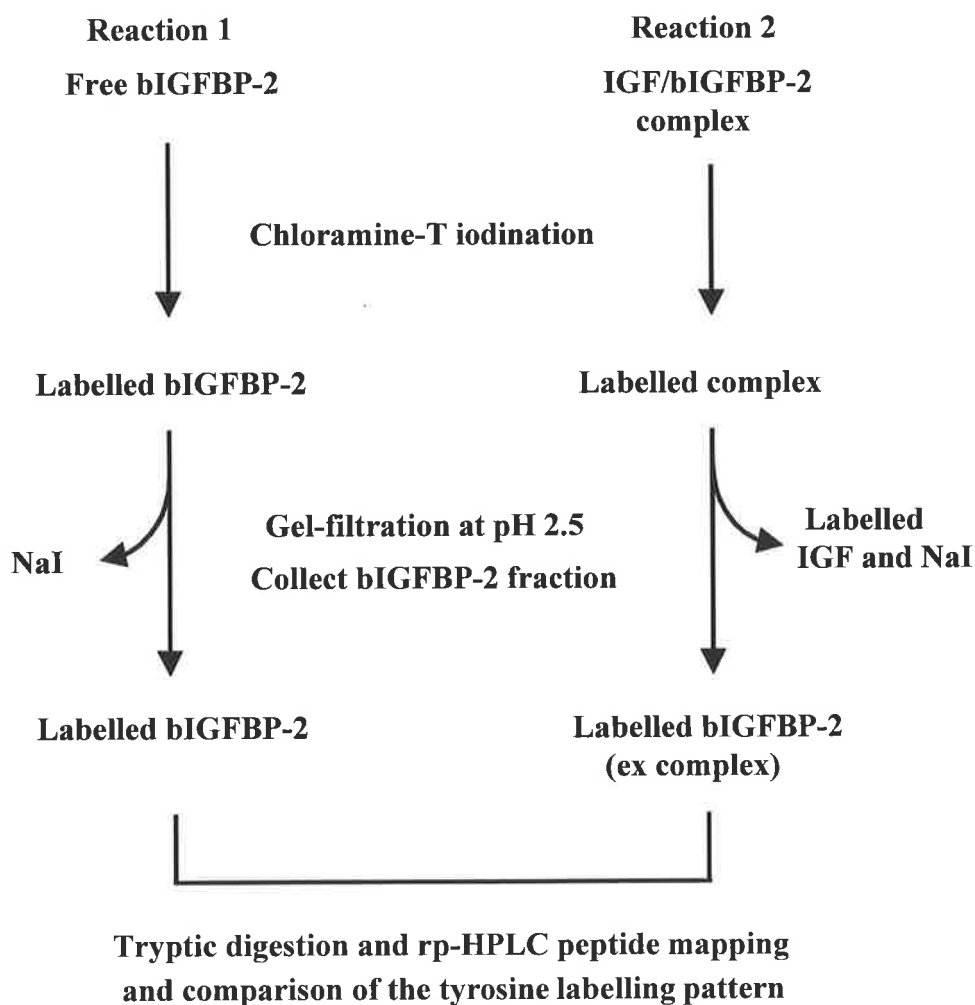 Reaction 1
Free bIGFBP-2
Reaction 2
IGF/bIGFBP-2
complex
Chloramine-T iodination
Labelled bIGFBP-2
Labelled complex
NaI
Gel-filtration at pH 2.5
Collect bIGFBP-2 fraction
Labelled
IGF and NaI
Labelled bIGFBP-2
Labelled bIGFBP-2
(ex complex)
Tryptic digestion and rp-HPLC peptide mapping
and comparison of the tyrosine labelling pattern